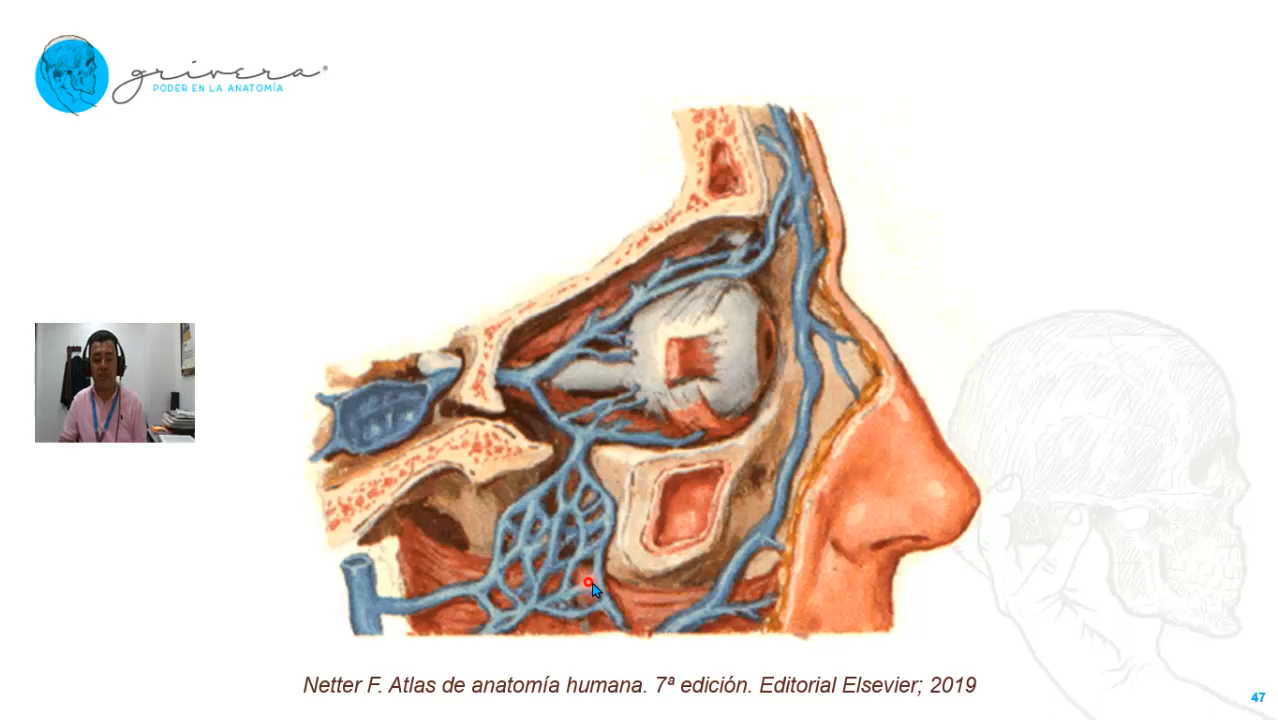 grivera®
PODER EN LA ANATOMÍA
Netter F. Atlas de anatomía humana. 7ª edición. Editorial Elsevier; 2019
47